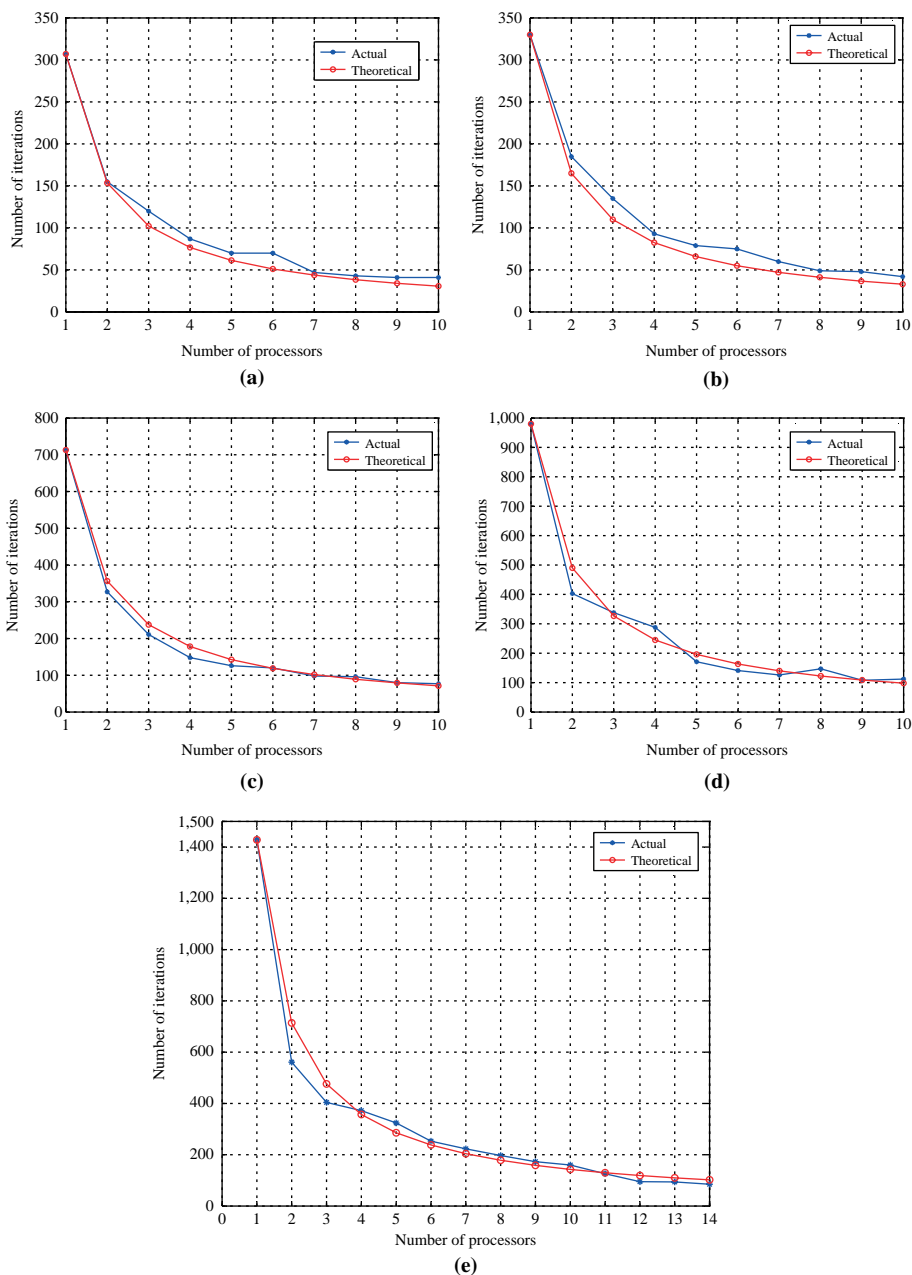 350
300
250
200
150
100
50
0
Number of itterations
Actual
Theoretical
1 2 3 4 5 6 7 8 9 10
Number of processors
(a)
350
300
250
200
150
100
50
0
Number of itterations
Actual
Theoretical
1 2 3 4 5 6 7 8 9 10
Number of processors
(b)
800
700
600
500
400
300
200
100
0
Number of iterations
Actual
Theoretical
1 2 3 4 5 6 7 8 9 10
Number of processors
(c)
1,000
900
800
700
600
500
400
300
200
100
0
Number of iterations
Actual
Theoretical
1 2 3 4 5 6 7 8 9 10
Number of processors
(d)
1,500
1,400
1,200
1,000
800
600
400
200
0
Number of iterations
Actual
Theoretical
0 1 2 3 4 5 6 7 8 9 10 11 12 13 14
Number of processors
(e)